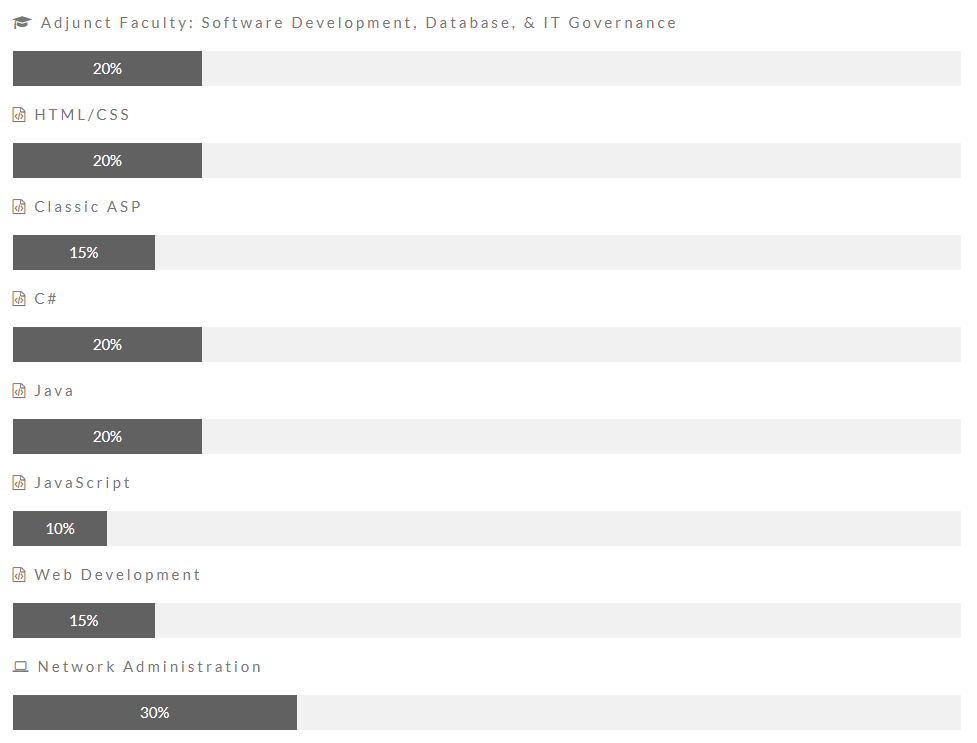 Adjunct Faculty: Software Development, Database, & IT Governance
20%
HTML/CSS
20%
Classic ASP
15%
C#
20%
Java
20%
JavaScript
10%
Web Development
15%
Network Administration
30%